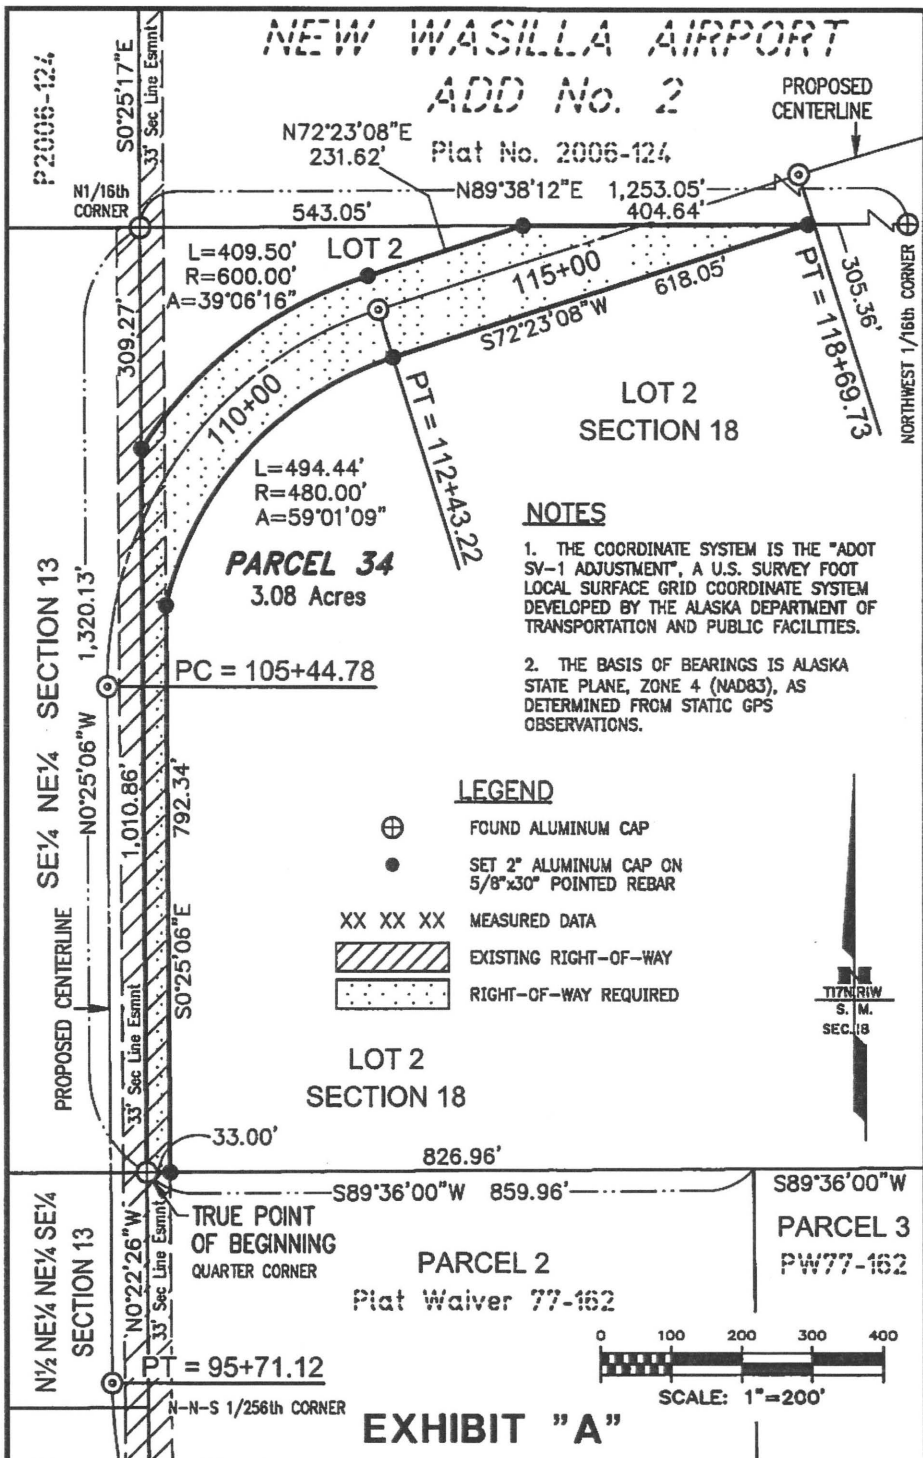 NEW WASILLA AIRPORT
ADD No. 2
Plat No. 2006-124
P2006-124
S0°25'17"E
33' Sec Line Esmnt
PROPOSED
CENTERLINE
N72°23'08"E
231.62'
N1/16th
CORNER
N89°38'12"E 1,253.05'
543.05'
404.64'
L=409.50'
R=600.00'
A=39°06'16"
LOT 2
115+00
618.05'
S72°23'08"W
305.36'
PT = 118+69.73
NORTHWEST 1/16th CORNER
309.27'
110+00
PT = 112+43.22
LOT 2
SECTION 18
L=494.44'
R=480.00'
A=59°01'09"
PARCEL 34
3.08 Acres
NOTES
1. THE COORDINATE SYSTEM IS THE "ADOT
SV-1 ADJUSTMENT", A U.S. SURVEY FOOT
LOCAL SURFACE GRID COORDINATE SYSTEM
DEVELOPED BY THE ALASKA DEPARTMENT OF
TRANSPORTATION AND PUBLIC FACILITIES.
2. THE BASIS OF BEARINGS IS ALASKA
STATE PLANE, ZONE 4 (NAD83), AS
DETERMINED FROM STATIC GPS
OBSERVATIONS.
SE¼ NE¼ SECTION 13
1,320.13'
N0°25'06"W
PC = 105+44.78
1,010.86'
792.34'
S0°25'06"E
PROPOSED CENTERLINE
33' Sec Line Esmnt
LEGEND
FOUND ALUMINUM CAP
SET 2" ALUMINUM CAP ON
5/8"x30" POINTED REBAR
XX XX XX MEASURED DATA
EXISTING RIGHT-OF-WAY
RIGHT-OF-WAY REQUIRED
N
T17N R1W
S. M.
SEC. 18
LOT 2
SECTION 18
33.00'
826.96'
S89°36'00"W 859.96'
S89°36'00"W
TRUE POINT
OF BEGINNING
QUARTER CORNER
PARCEL 2
Plat Waiver 77-162
PARCEL 3
PW77-162
N½ NE¼ NE¼ SE¼
SECTION 13
N0°22'26"W
33' Sec Line Esmnt
PT = 95+71.12
N-N-S 1/256th CORNER
0 100 200 300 400
SCALE: 1"=200'
EXHIBIT "A"